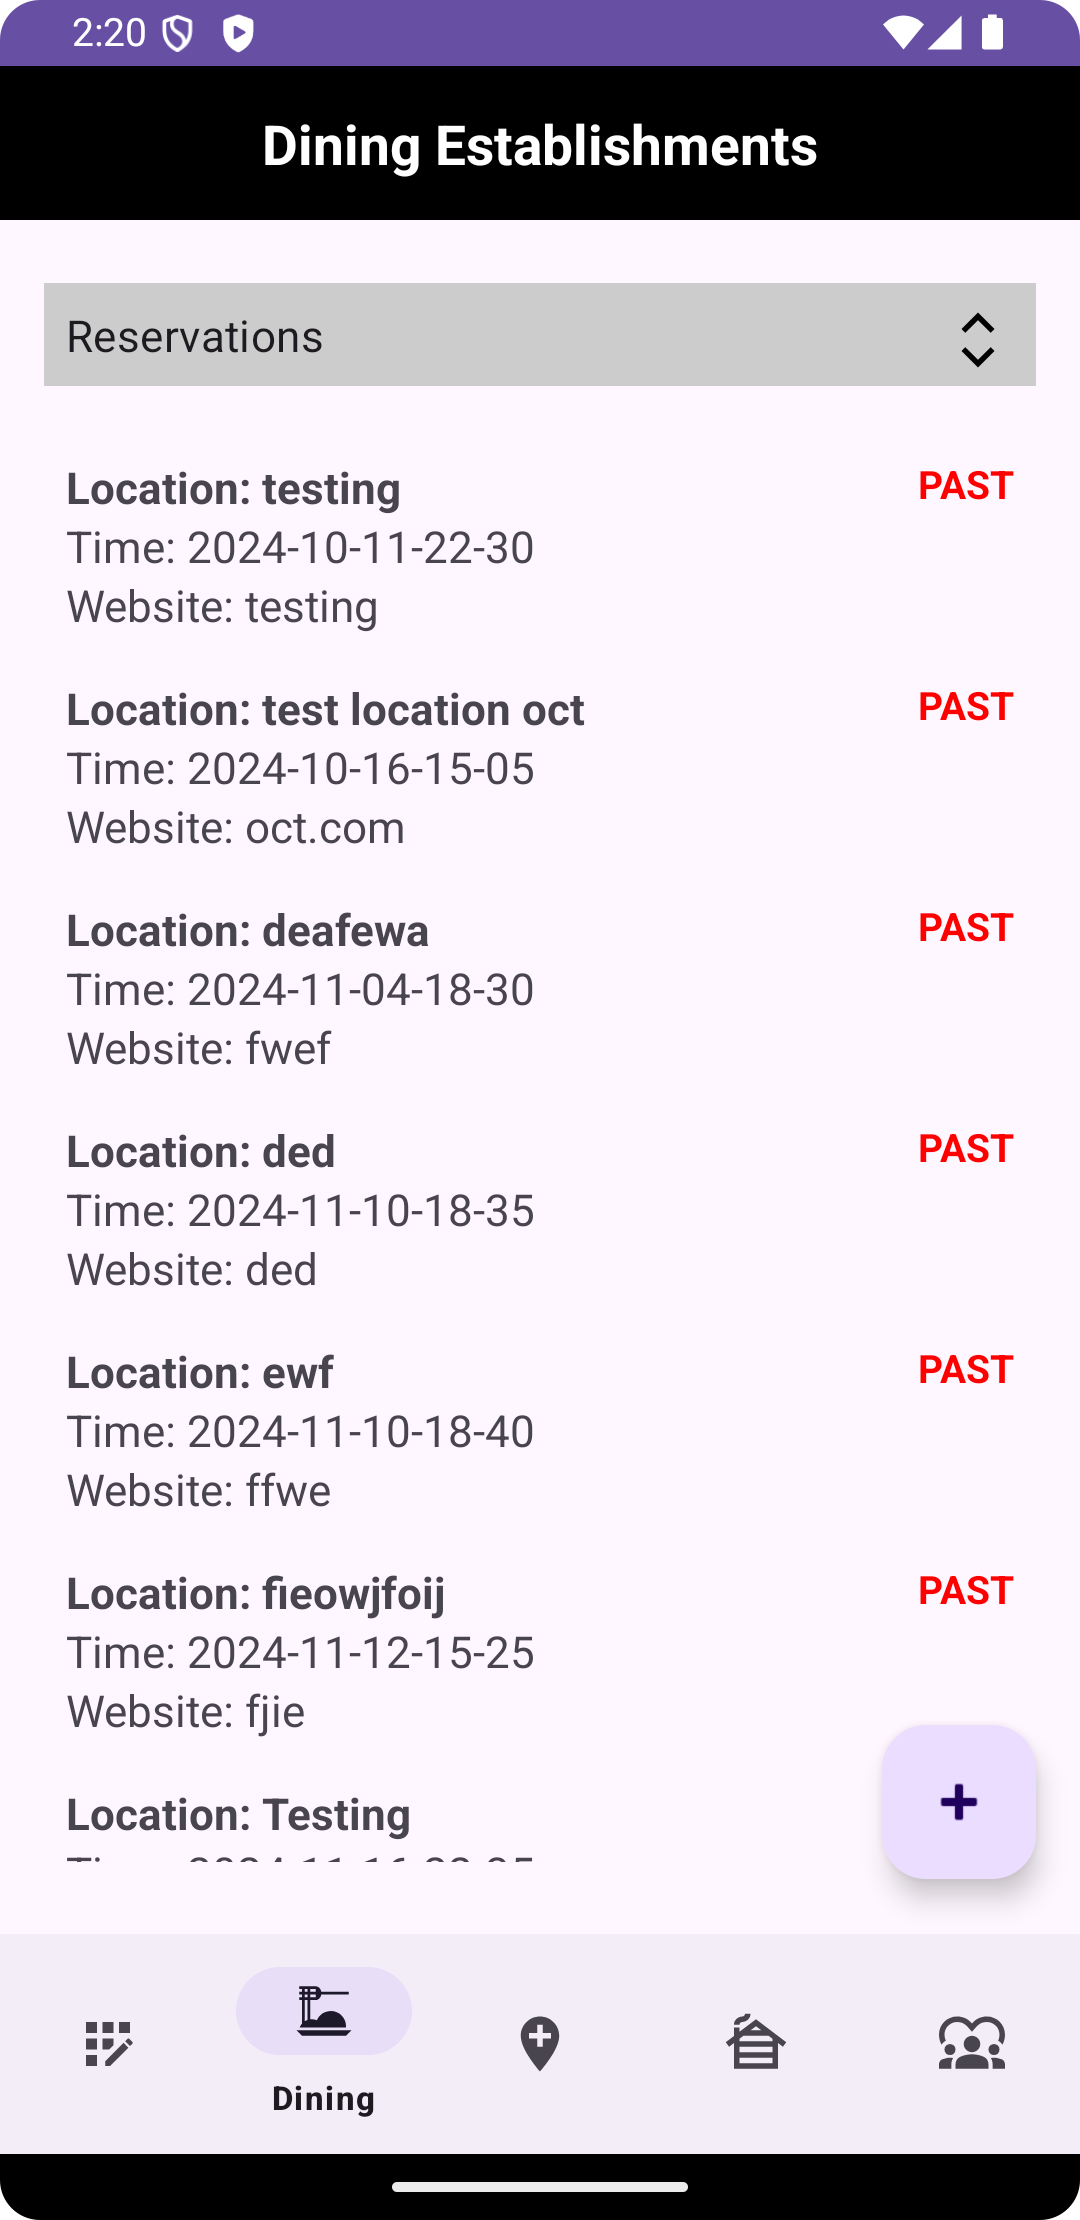 2:20
Dining Establishments
Reservations
Location: testing
PAST
Time: 2024-10-11-22-30
Website: testing
Location: test location oct
PAST
Time: 2024-10-16-15-05
Website: oct.com
Location: deafewa
PAST
Time: 2024-11-04-18-30
Website: fwef
Location: ded
PAST
Time: 2024-11-10-18-35
Website: ded
Location: ewf
PAST
Time: 2024-11-10-18-40
Website: ffwe
Location: fieowjfoij
PAST
Time: 2024-11-12-15-25
Website: fjie
Location: Testing
Dining